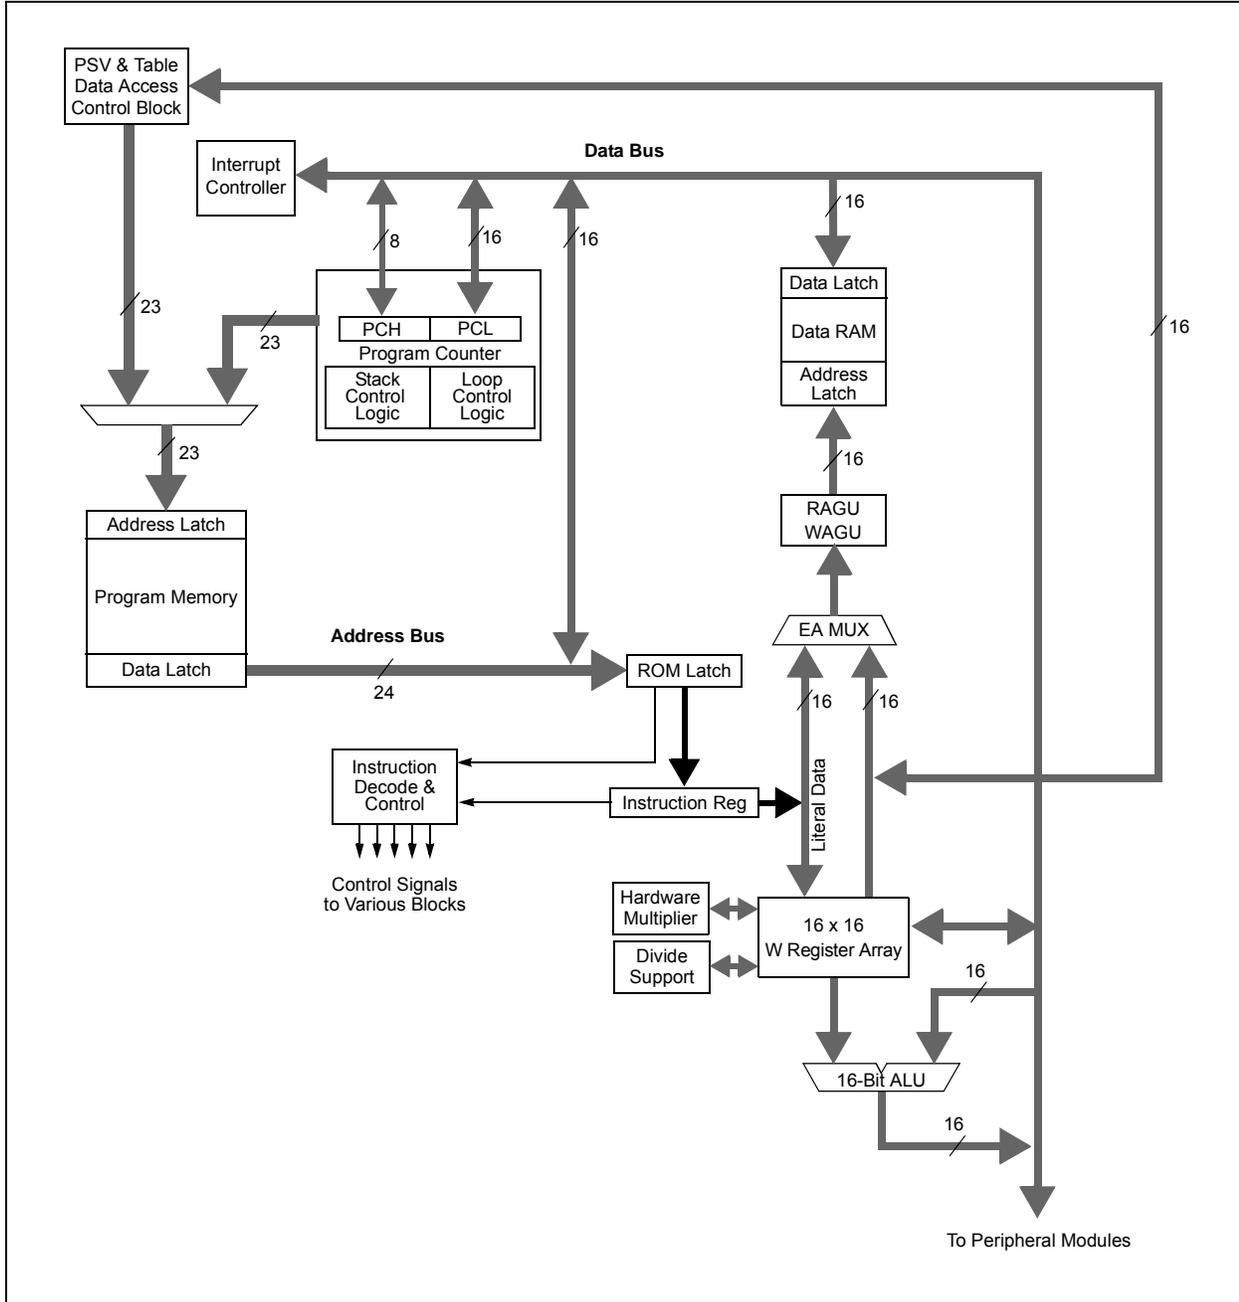 PSV & Table
Data Access
Control Block
Interrupt
Controller
Data Bus
16
8
16
16
23
23
PCH
PCL
Program Counter
Stack
Control
Logic
Loop
Control
Logic
Data Latch
Data RAM
Address
Latch
16
23
16
RAGU
WAGU
Address Latch
Program Memory
Data Latch
Address Bus
24
EA MUX
ROM Latch
16
16
Literal Data
Instruction
Decode &
Control
Instruction Reg
Control Signals
to Various Blocks
Hardware
Multiplier
Divide
Support
16 x 16
W Register Array
16
16-Bit ALU
16
To Peripheral Modules